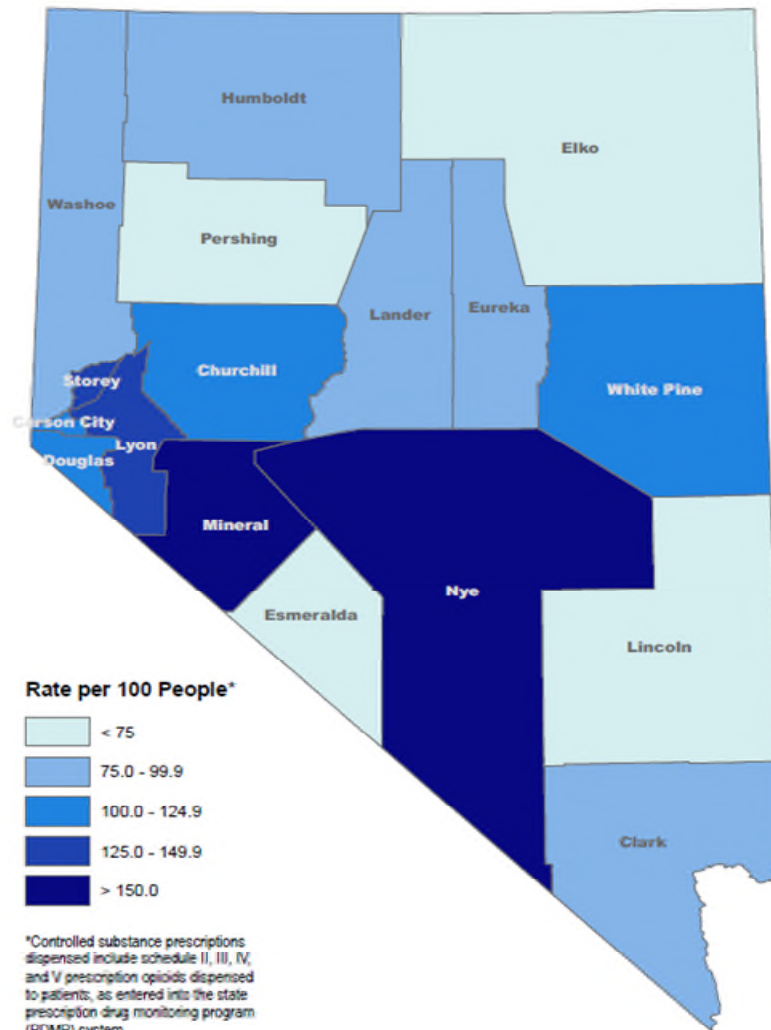 Humboldt
Elko
Washoe
Pershing
Lander
Eureka
Churchill
White Pine
Storey
Carson City
Lyon
Douglas
Mineral
Nye
Esmeralda
Lincoln
Clark
Rate per 100 People*
< 75
75.0 - 99.9
100.0 - 124.9
125.0 - 149.9
> 150.0
*Controlled substance prescriptions
dispensed include schedule II, III, IV,
and V prescription opioids dispensed
to patients, as entered into the state
prescription drug monitoring program
(PDMP) system